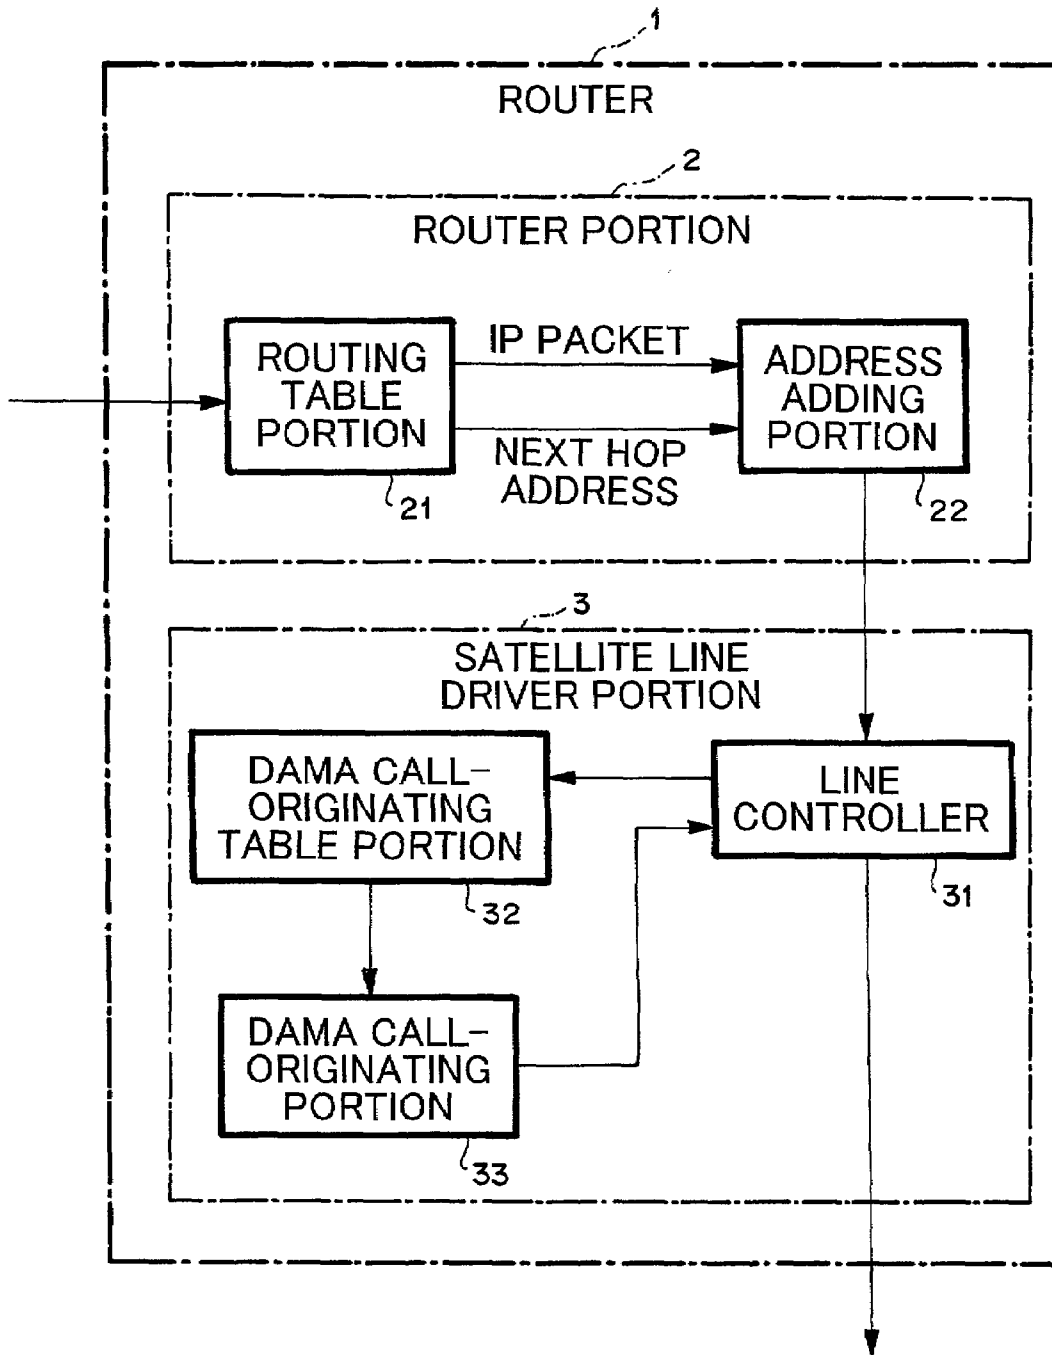 1
ROUTER
2
ROUTER PORTION
ROUTING
TABLE
PORTION
21
IP PACKET
NEXT HOP
ADDRESS
ADDRESS
ADDING
PORTION
22
3
SATELLITE LINE
DRIVER PORTION
DAMA CALL-
ORIGINATING
TABLE PORTION
32
LINE
CONTROLLER
31
DAMA CALL-
ORIGINATING
PORTION
33